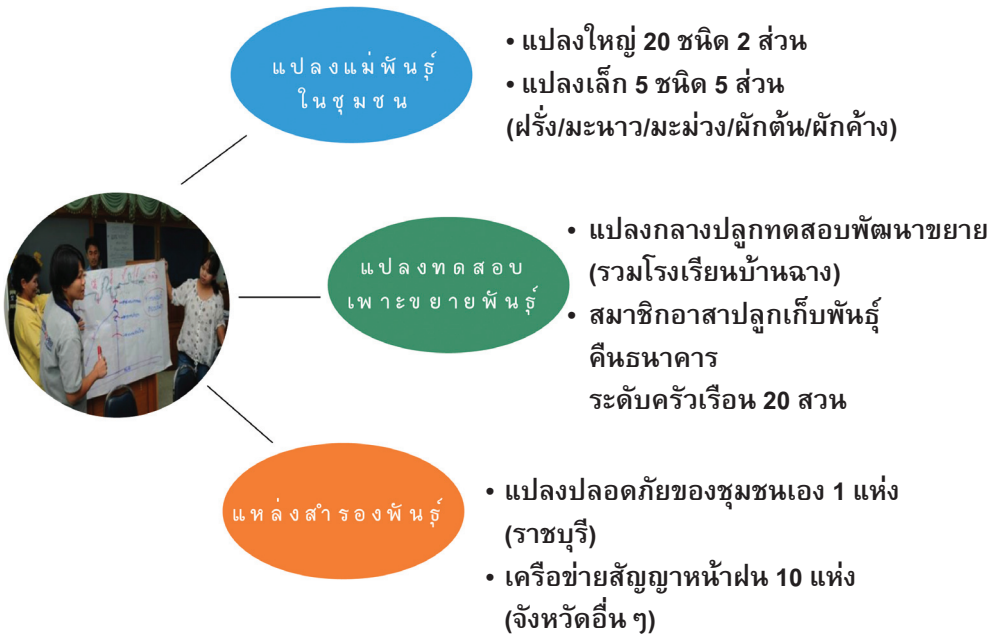 แปลงแม่พันธุ์
ในชุมชน
• แปลงใหญ่ 20 ชนิด 2 ส่วน
• แปลงเล็ก 5 ชนิด 5 ส่วน
(ฝรั่ง/มะนาว/มะม่วง/ผักต้น/ผักค้าง)
แปลงทดสอบ
เพาะขยายพันธุ์
• แปลงกลางปลูกทดสอบพัฒนาขยาย
(รวมโรงเรียนบ้านฉาง)
• สมาชิกอาสาปลูกเก็บพันธุ์
คืนธนาคาร
ระดับครัวเรือน 20 สวน
แหล่งสำรองพันธุ์
• แปลงปลอดภัยของชุมชนเอง 1 แห่ง
(ราชบุรี)
• เครือข่ายสัญญาหน้าฝน 10 แห่ง
(จังหวัดอื่น ๆ)